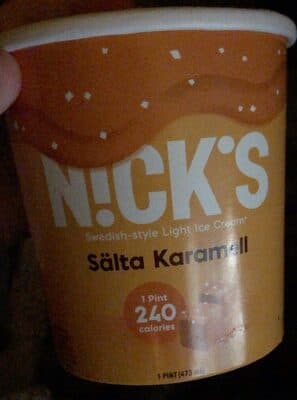 N!CK'S
Swedish-style Light Ice Cream*
Sälta Karamell
1 Pint
240
calories
1 PINT (473 mL)